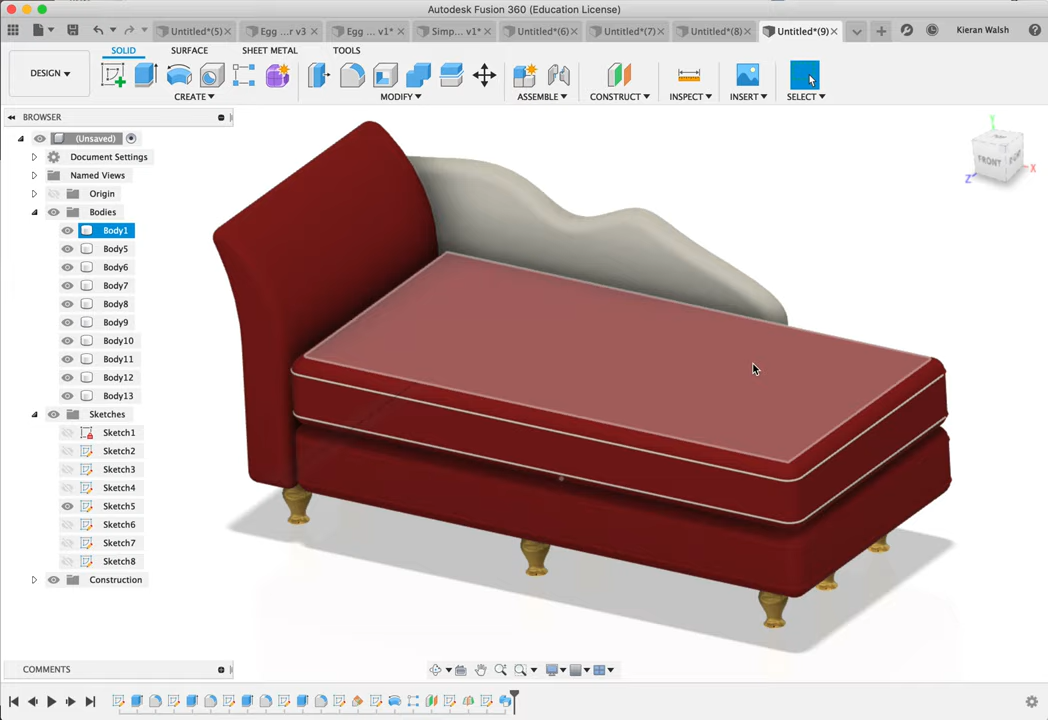 Autodesk Fusion 360 (Education License)
Untitled*(5) Egg ...r v3 Egg ... v1* Simp... v1* Untitled*(6) Untitled*(7) Untitled*(8) Untitled*(9) Kieran Walsh
SOLID SURFACE SHEET METAL TOOLS
DESIGN
CREATE MODIFY ASSEMBLE CONSTRUCT INSPECT INSERT SELECT
BROWSER
(Unsaved)
Document Settings
Named Views
Origin
Bodies
Body1
Body5
Body6
Body7
Body8
Body9
Body10
Body11
Body12
Body13
Sketches
Sketch1
Sketch2
Sketch3
Sketch4
Sketch5
Sketch6
Sketch7
Sketch8
Construction
Y
FRONT
X
Z
COMMENTS